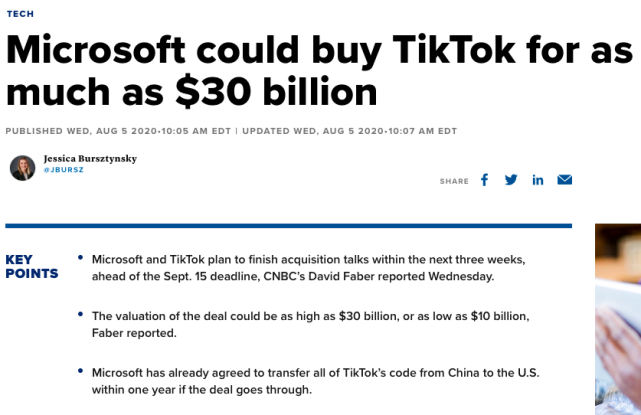 TECH
Microsoft could buy TikTok for as
much as $30 billion
PUBLISHED WED, AUG 5 2020•10:05 AM EDT | UPDATED WED, AUG 5 2020•10:07 AM EDT
Jessica Bursztynsky
@JBURSZ
SHARE
KEY
POINTS
• Microsoft and TikTok plan to finish acquisition talks within the next three weeks,
ahead of the Sept. 15 deadline, CNBC's David Faber reported Wednesday.
• The valuation of the deal could be as high as $30 billion, or as low as $10 billion,
Faber reported.
• Microsoft has already agreed to transfer all of TikTok's code from China to the U.S.
within one year if the deal goes through.